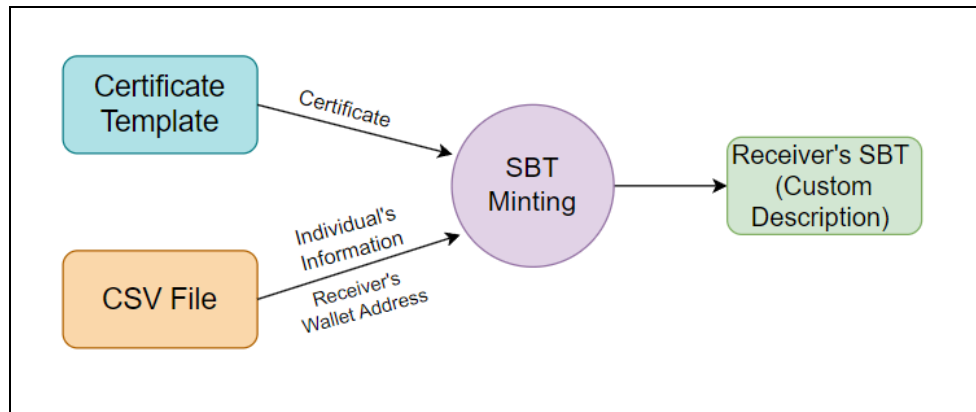 Certificate
Template
Certificate
SBT
Minting
Receiver's SBT
(Custom
Description)
Individual's
Information
CSV File
Receiver's
Wallet Address